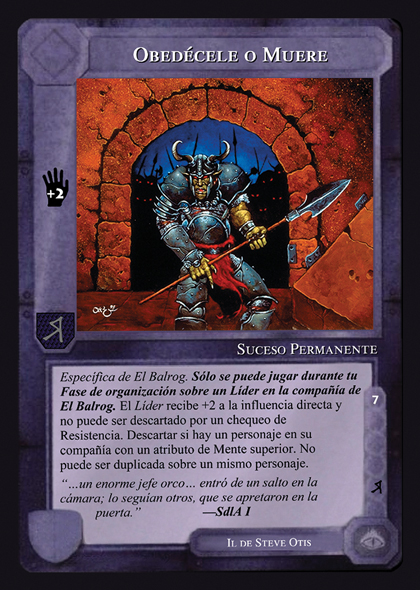 Obedécele o Muere
+2
Suceso Permanente
Específica de El Balrog. Sólo se puede jugar durante tu
Fase de organización sobre un Líder en la compañía de
El Balrog. El Líder recibe +2 a la influencia directa y
no puede ser descartado por un chequeo de
Resistencia. Descartar si hay un personaje en su
compañía con un atributo de Mente superior. No
puede ser duplicada sobre un mismo personaje.
7
“...un enorme jefe orco... entró de un salto en la
cámara; lo seguían otros, que se apretaron en la
puerta.” —SdlA I
Il. de Steve Otis